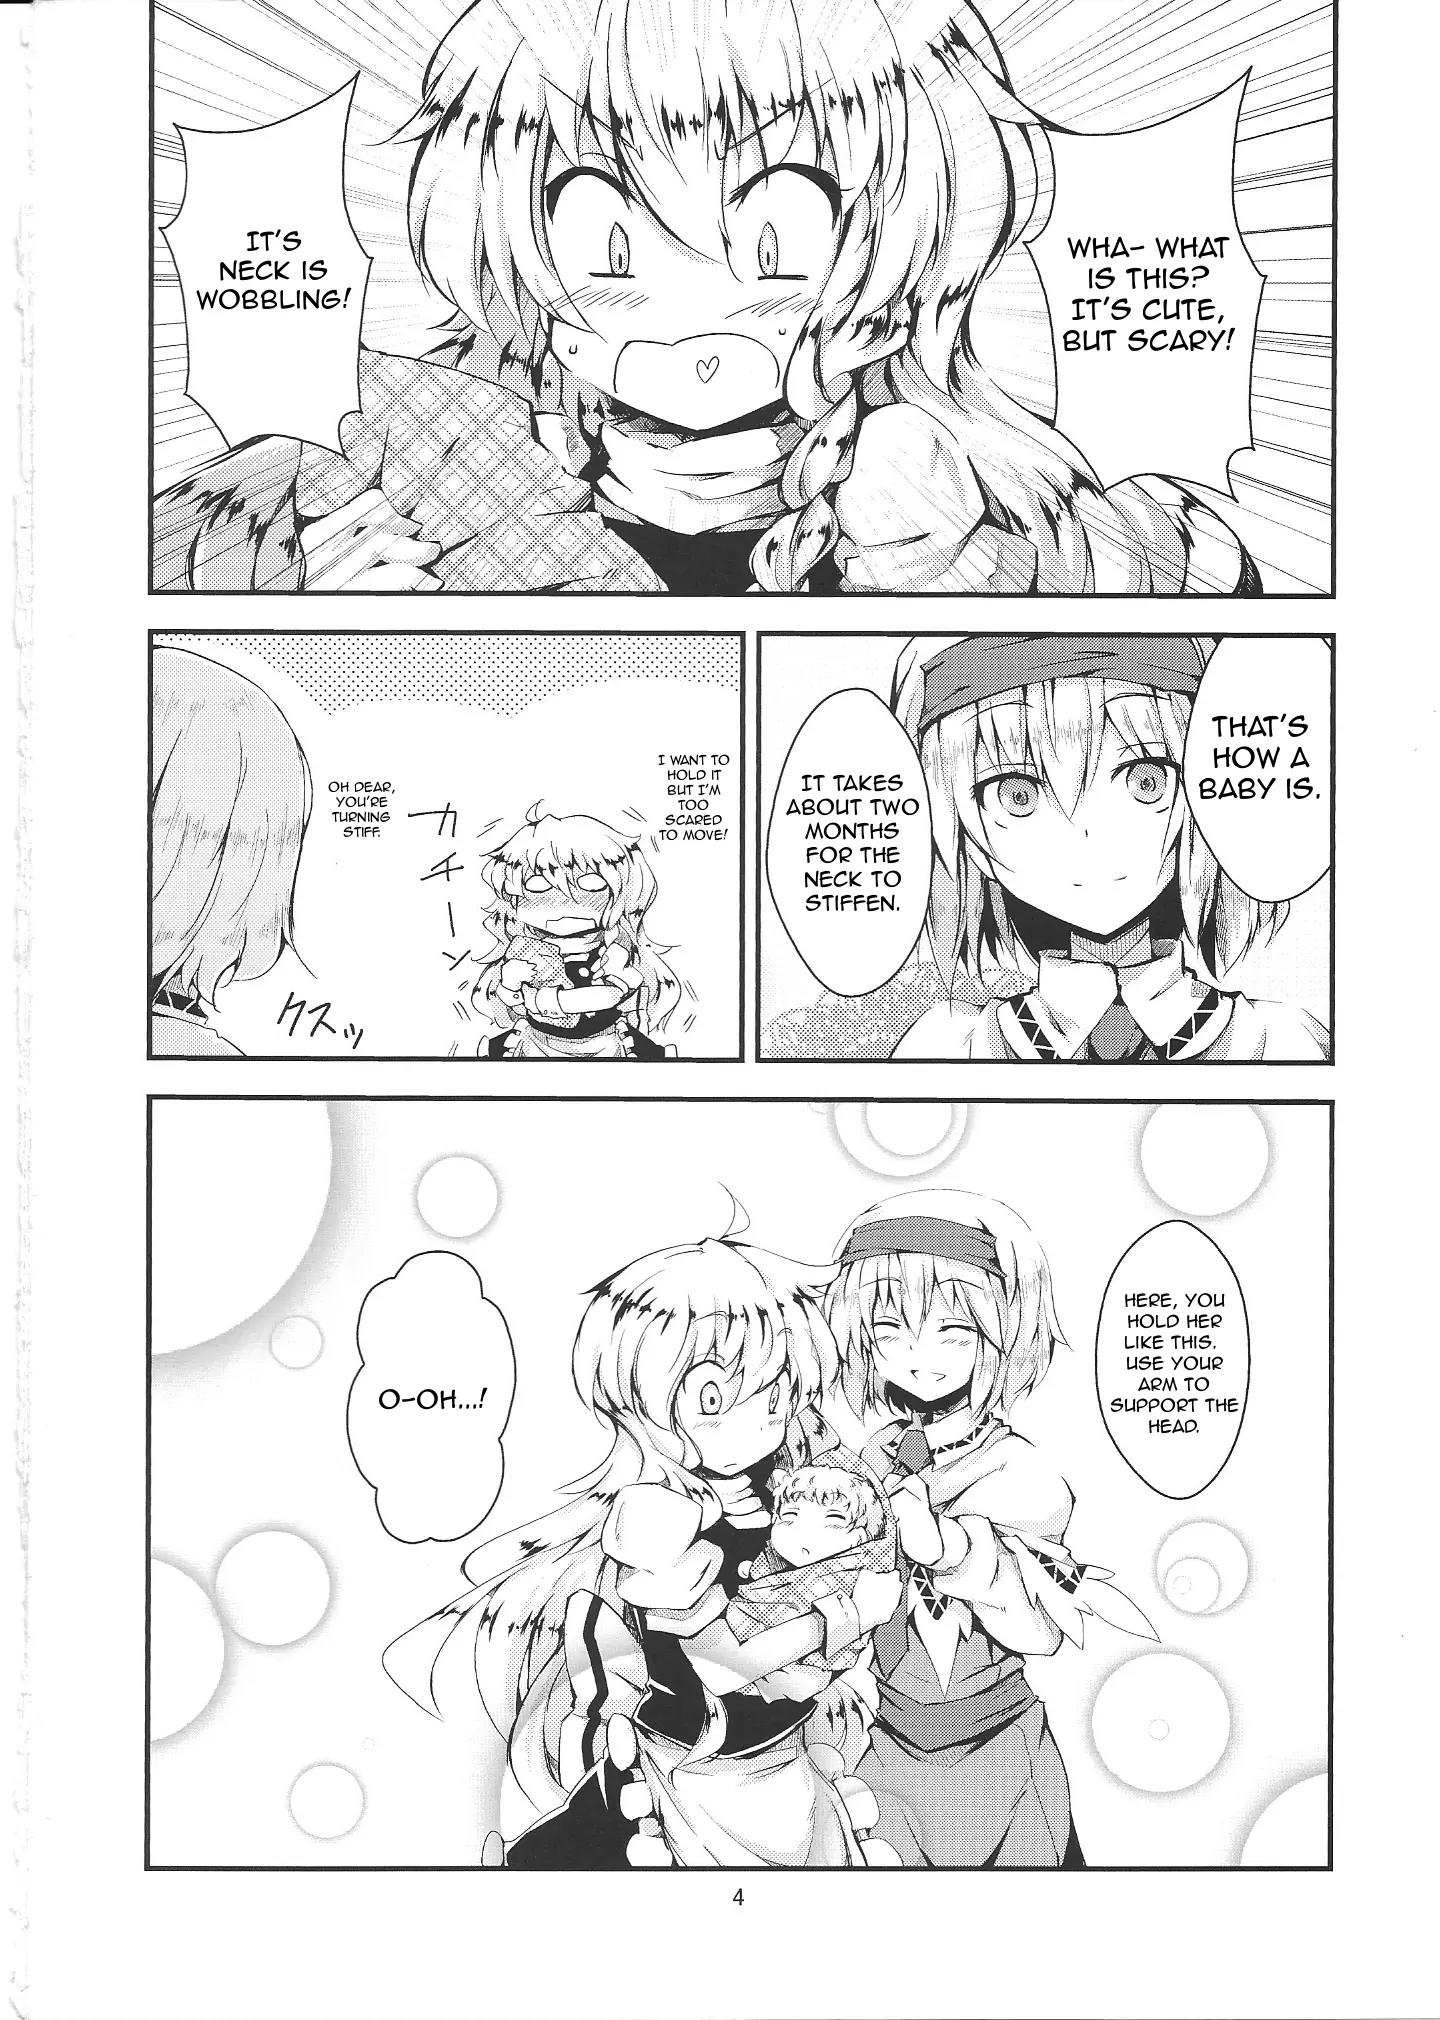 WHA- WHAT
IS THIS?
IT'S CUTE,
BUT SCARY!
IT'S
NECK IS
WOBBLING!
THAT'S
HOW A
BABY IS.
IT TAKES
ABOUT TWO
MONTHS
FOR THE
NECK TO
STIFFEN.
I WANT TO
HOLD IT
BUT I'M
TOO
SCARED
TO MOVE!
カチーン
OH DEAR,
YOU'RE
TURNING
STIFF.
クスッ
HERE, YOU
HOLD HER
LIKE THIS.
USE YOUR
ARM TO
SUPPORT THE
HEAD.
O-OH...!
4